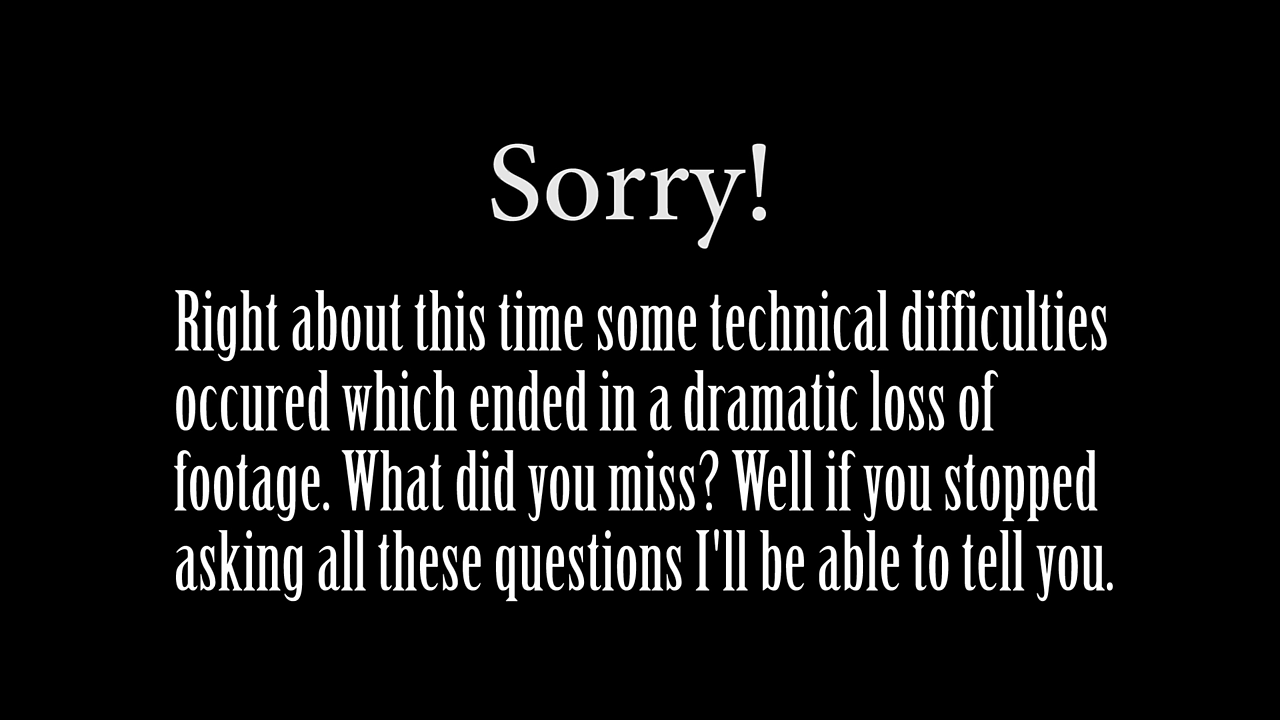 Sorry!
Right about this time some technical difficulties
occured which ended in a dramatic loss of
footage. What did you miss? Well if you stopped
asking all these questions I'll be able to tell you.